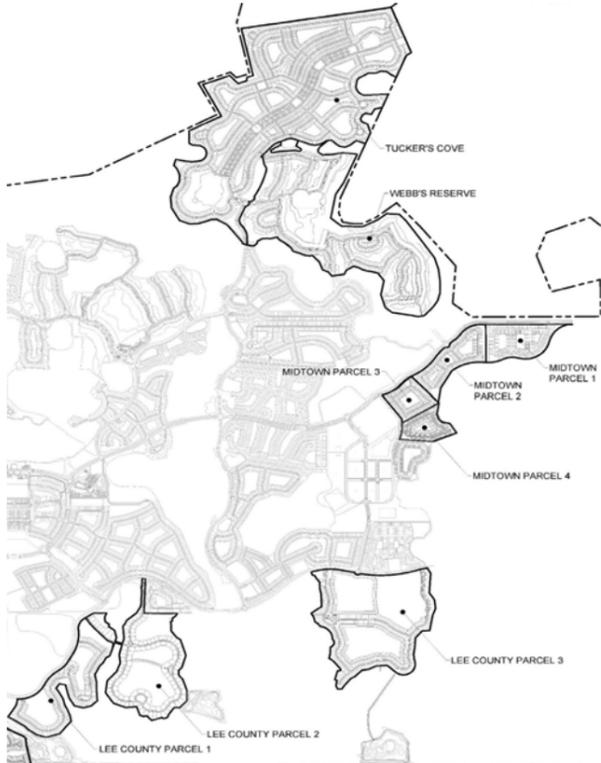 TUCKER'S COVE
WEBB'S RESERVE
MIDTOWN PARCEL 3
MIDTOWN
PARCEL 1
MIDTOWN
PARCEL 2
MIDTOWN PARCEL 4
LEE COUNTY PARCEL 3
LEE COUNTY PARCEL 2
LEE COUNTY PARCEL 1